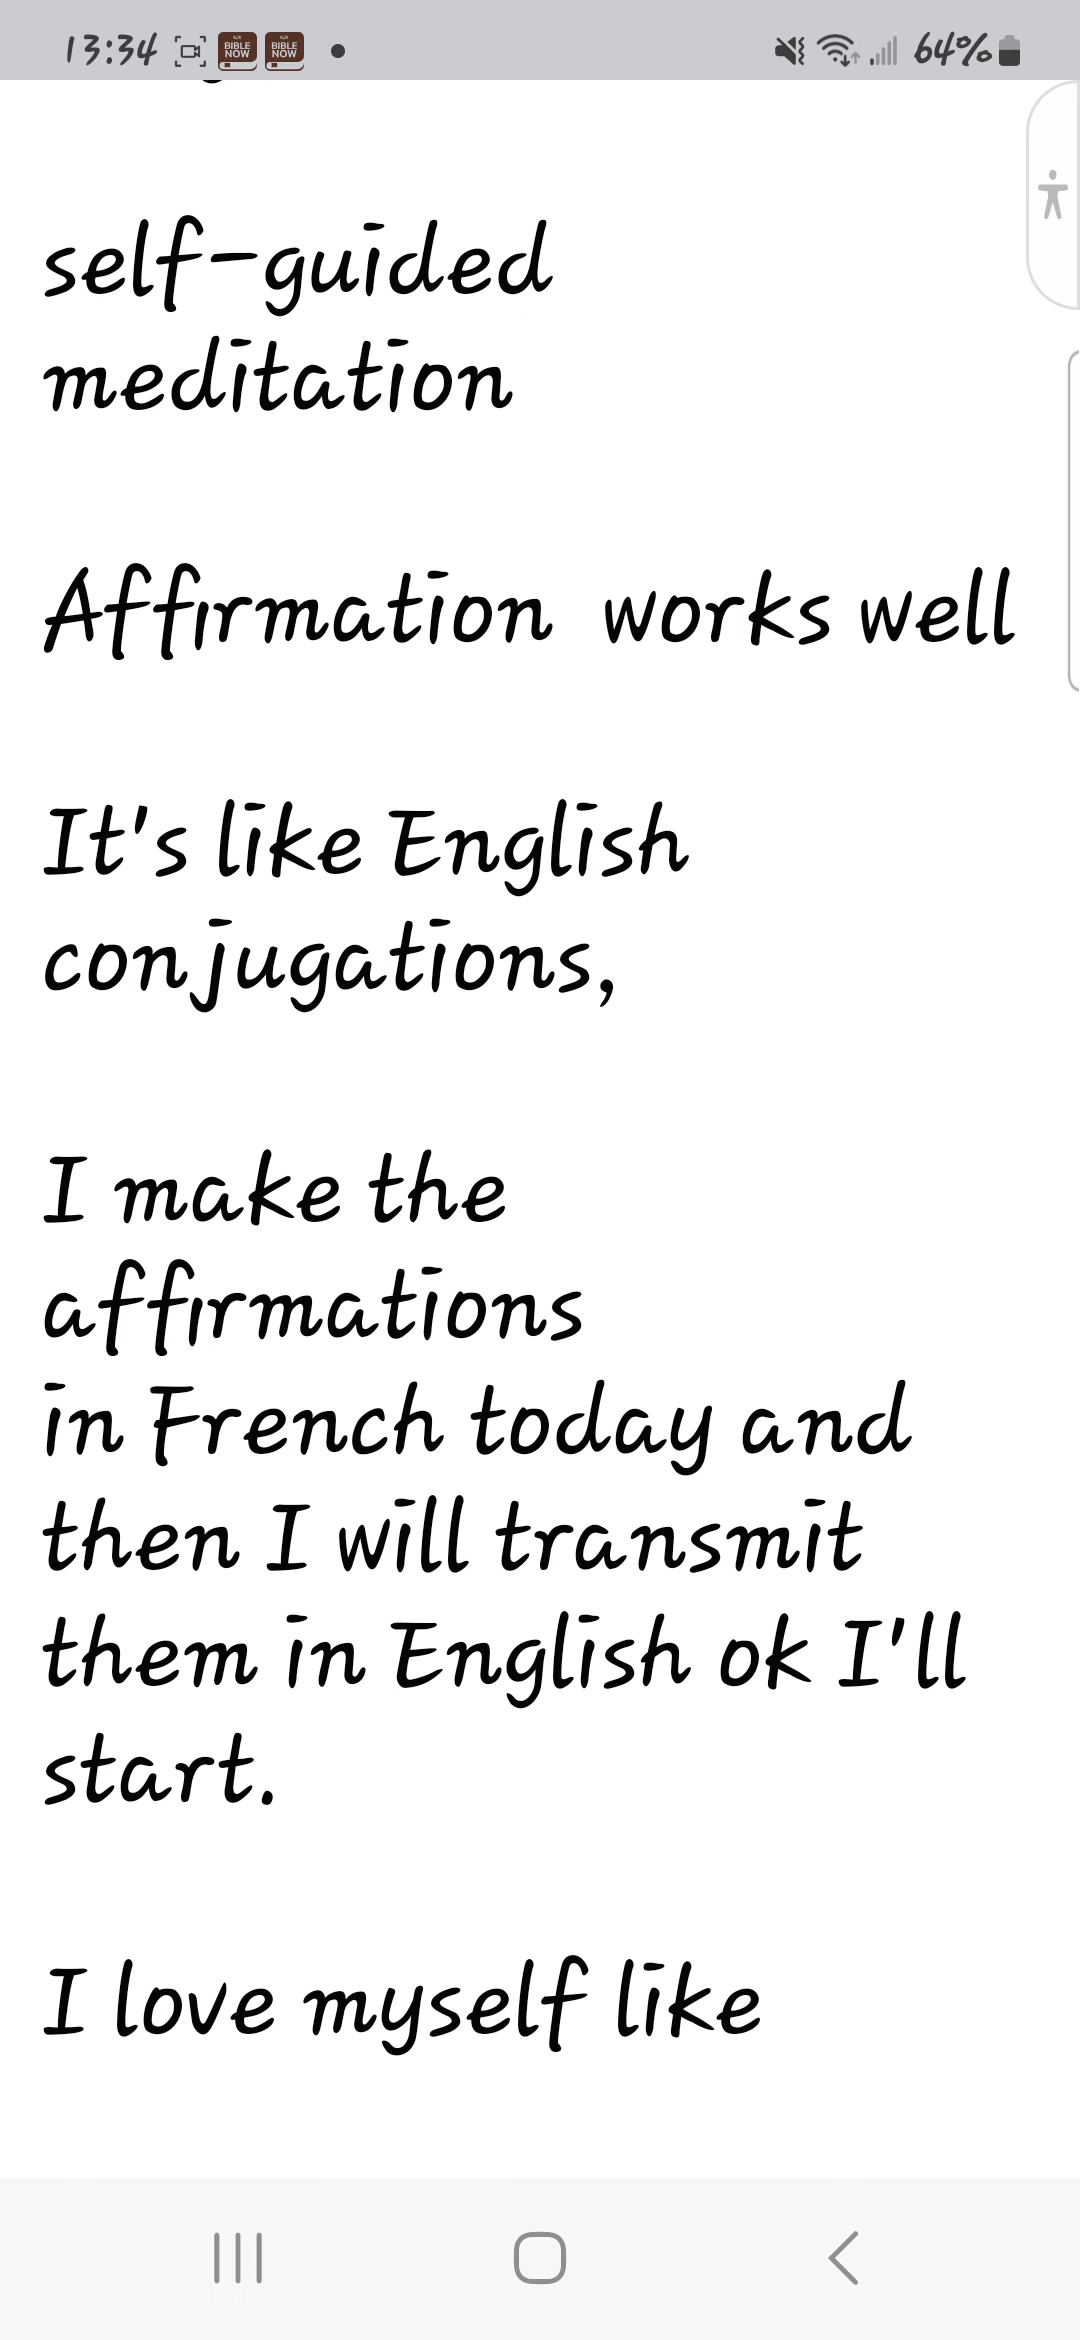 13:34 BIBLE NOW BIBLE NOW 64%
self-guided
meditation
Affirmation  works well
It's like English
conjugations,
I make the
affirmations
in French today and
then I will transmit
them in English ok I'll
start.
I love myself like